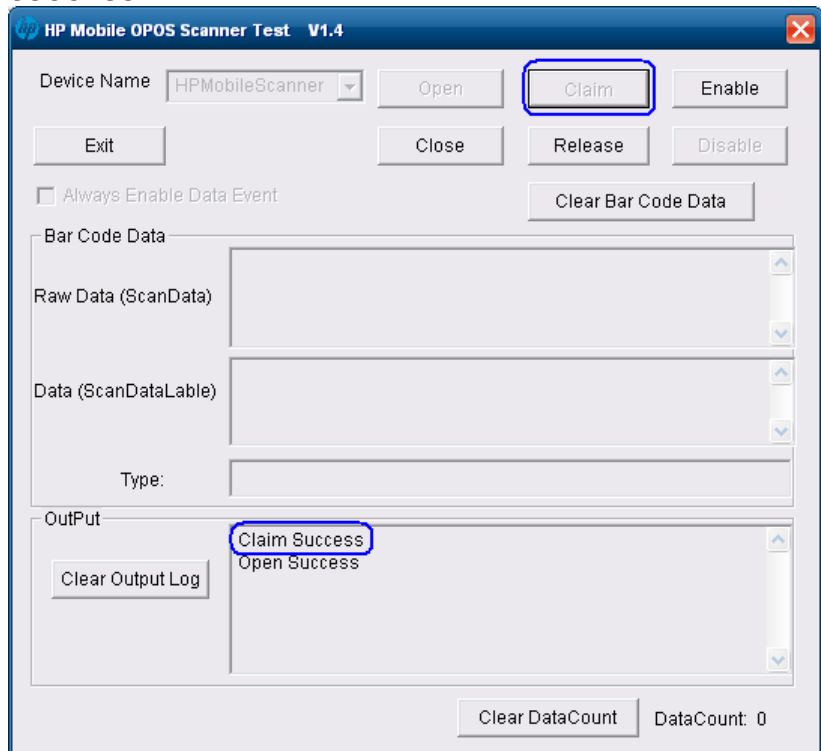 HP Mobile OPOS Scanner Test V1.4
Device Name HPMobileScanner Open Claim Enable
Exit Close Release Disable
Always Enable Data Event Clear Bar Code Data
Bar Code Data
Raw Data (ScanData)
Data (ScanDataLable)
Type:
OutPut
Claim Success
Open Success
Clear Output Log
Clear DataCount DataCount: 0